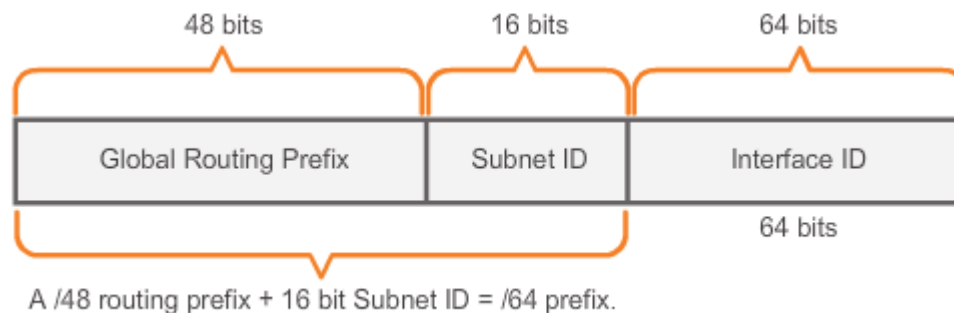 48 bits
16 bits
64 bits
Global Routing Prefix
Subnet ID
Interface ID
64 bits
A /48 routing prefix + 16 bit Subnet ID = /64 prefix.